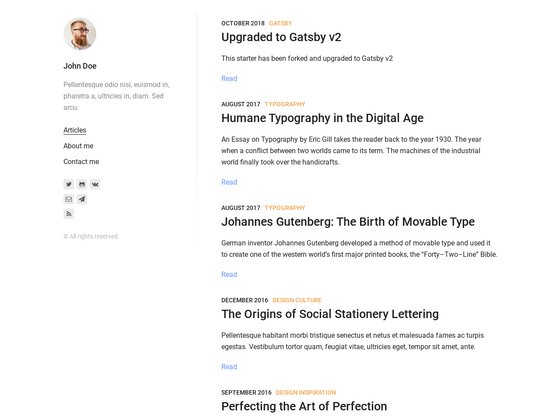 John Doe
Pellentesque odio nisi, euismod in,
pharetra a, ultricies in, diam. Sed
arcu.
Articles
About me
Contact me
© All rights reserved.
OCTOBER 2018 GATSBY
Upgraded to Gatsby v2
This starter has been forked and upgraded to Gatsby v2
Read
AUGUST 2017 TYPOGRAPHY
Humane Typography in the Digital Age
An Essay on Typography by Eric Gill takes the reader back to the year 1930. The year
when a conflict between two worlds came to its term. The machines of the industrial
world finally took over the handicrafts.
Read
AUGUST 2017 TYPOGRAPHY
Johannes Gutenberg: The Birth of Movable Type
German inventor Johannes Gutenberg developed a method of movable type and used it
to create one of the western world's first major printed books, the “Forty–Two–Line” Bible.
Read
DECEMBER 2016 DESIGN CULTURE
The Origins of Social Stationery Lettering
Pellentesque habitant morbi tristique senectus et netus et malesuada fames ac turpis
egestas. Vestibulum tortor quam, feugiat vitae, ultricies eget, tempor sit amet, ante.
Read
SEPTEMBER 2016 DESIGN INSPIRATION
Perfecting the Art of Perfection